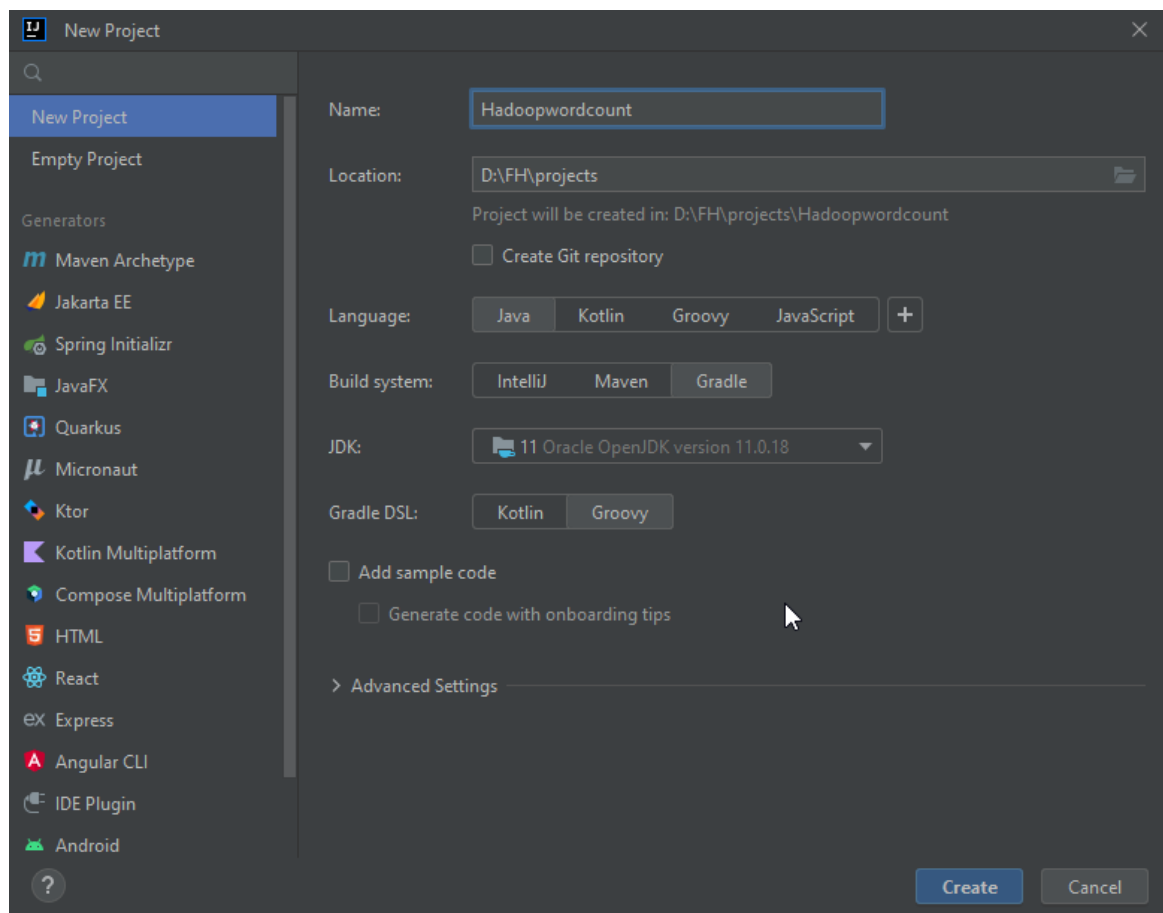 New Project
New Project
Empty Project
Generators
Maven Archetype
Jakarta EE
Spring Initializr
JavaFX
Quarkus
Micronaut
Ktor
Kotlin Multiplatform
Compose Multiplatform
HTML
React
ex Express
Angular CLI
IDE Plugin
Android
?
Name: Hadoopwordcount
Location: D:\FH\projects
Project will be created in: D:\FH\projects\Hadoopwordcount
Create Git repository
Language: Java Kotlin Groovy JavaScript +
Build system: IntelliJ Maven Gradle
JDK: 11 Oracle OpenJDK version 11.0.18
Gradle DSL: Kotlin Groovy
Add sample code
Generate code with onboarding tips
Advanced Settings
Create Cancel